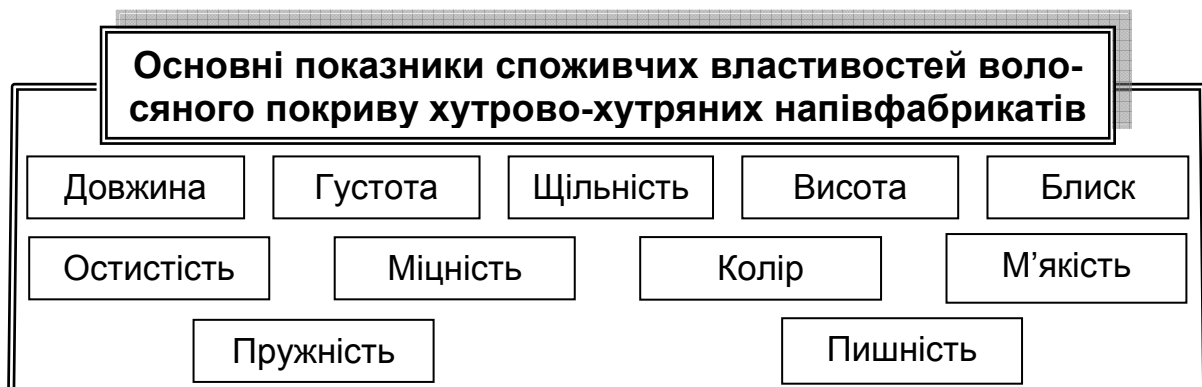 Основні показники споживчих властивостей воло-
сяного покриву хутрово-хутряних напівфабрикатів
Довжина Густота Щільність Висота Блиск
Остистість Міцність Колір М’якість
Пружність Пишність